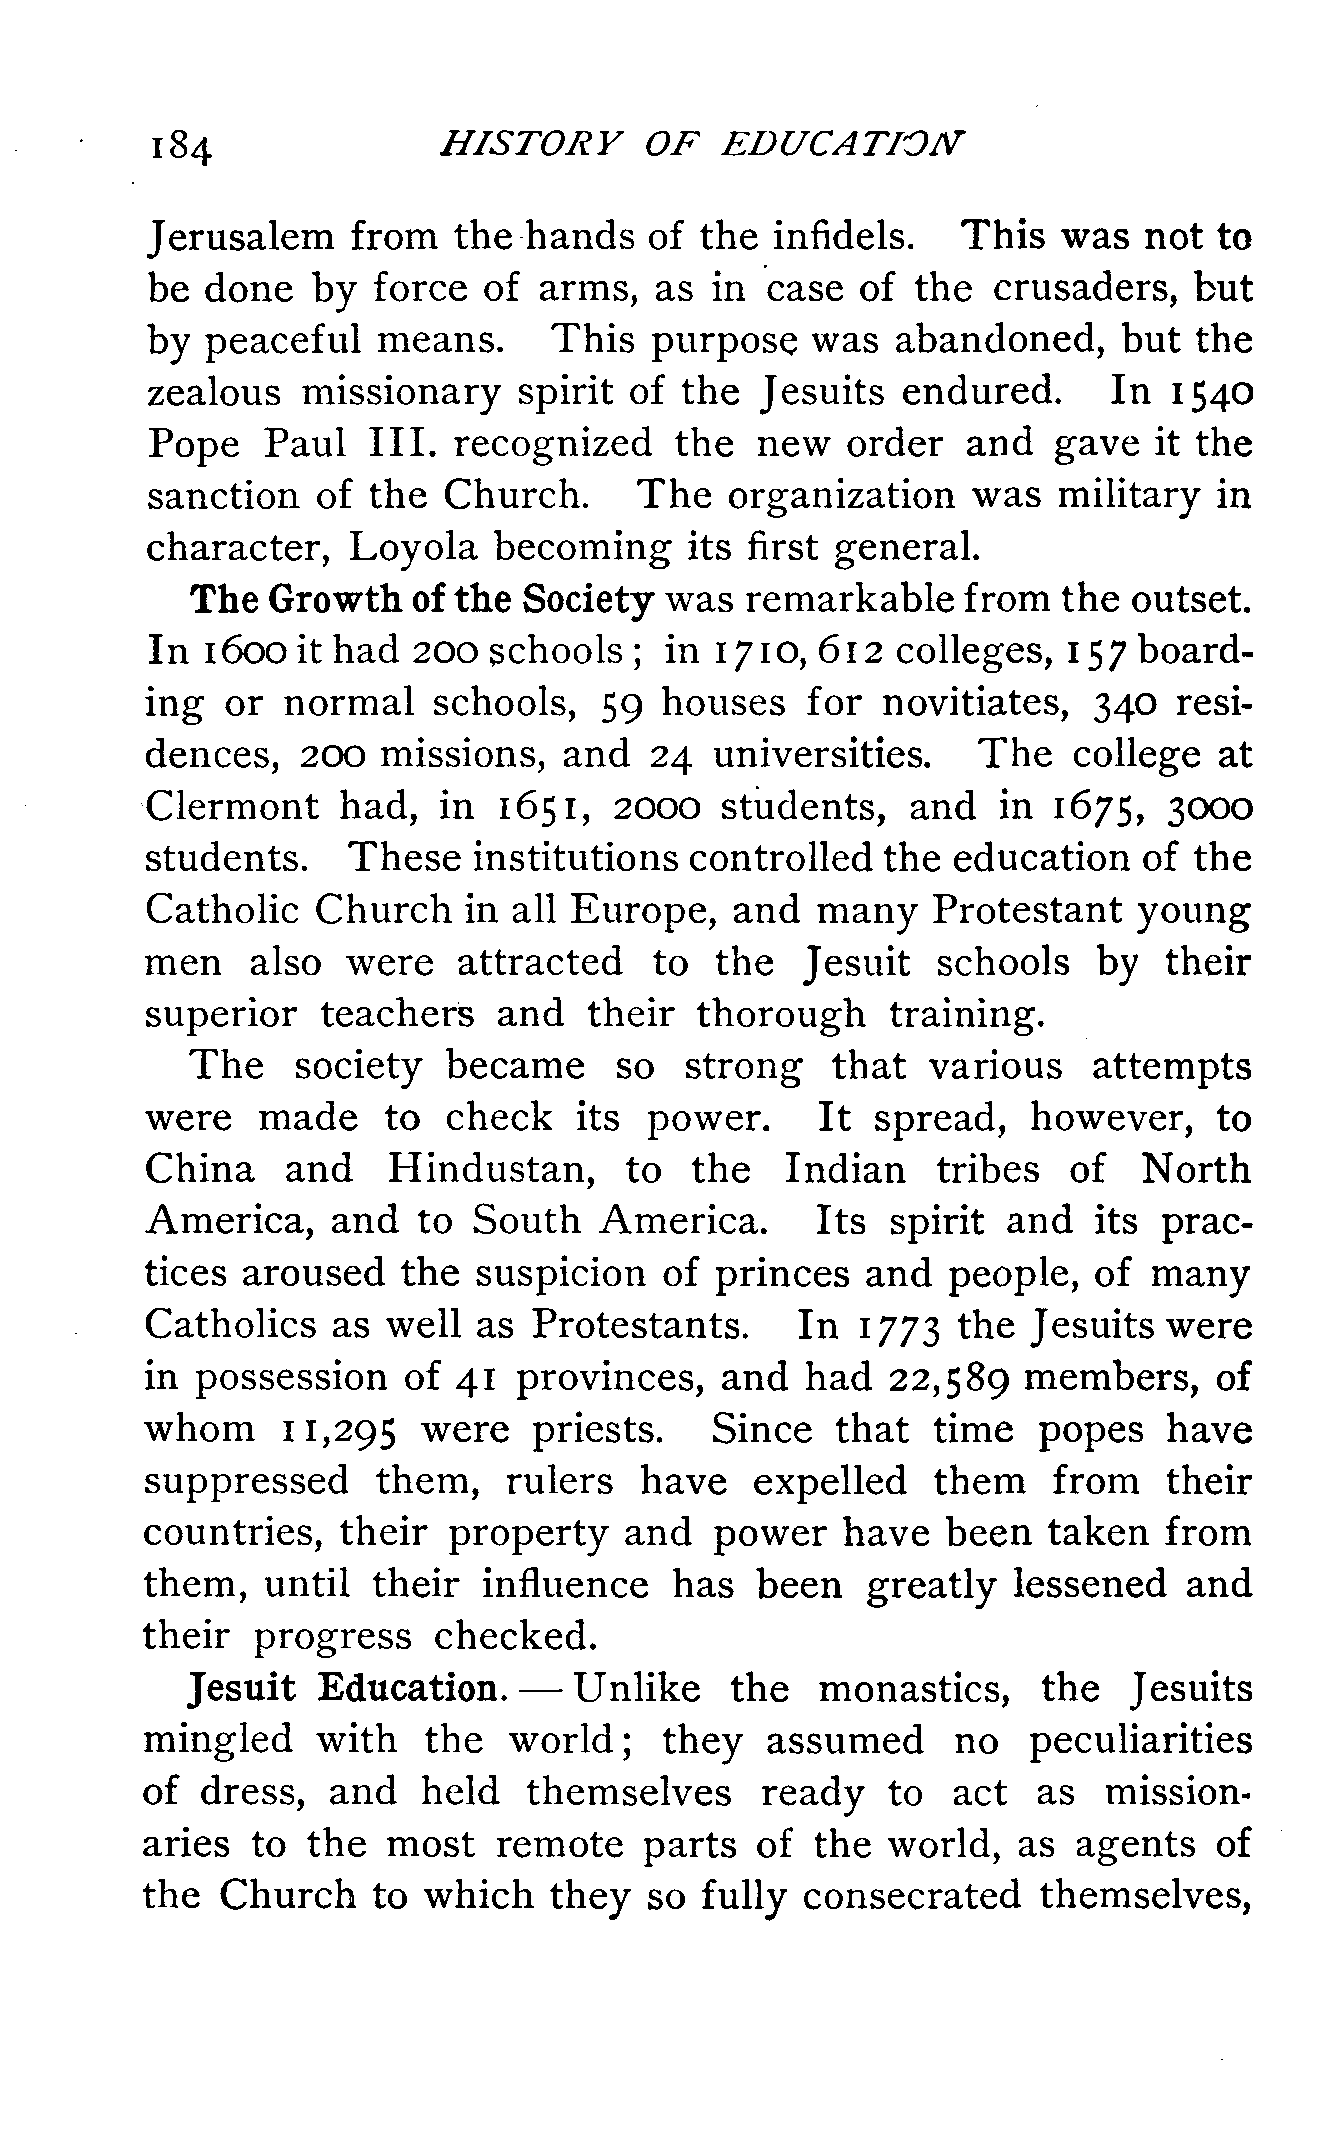 184 HISTORY OF EDUCATION
Jerusalem from the hands of the infidels. This was not to
be done by force of arms, as in case of the crusaders, but
by peaceful means. This purpose was abandoned, but the
zealous missionary spirit of the Jesuits endured. In 1540
Pope Paul III. recognized the new order and gave it the
sanction of the Church. The organization was military in
character, Loyola becoming its first general.
The Growth of the Society was remarkable from the outset.
In 1600 it had 200 schools; in 1710, 612 colleges, 157 board-
ing or normal schools, 59 houses for novitiates, 340 resi-
dences, 200 missions, and 24 universities. The college at
Clermont had, in 1651, 2000 students, and in 1675, 3000
students. These institutions controlled the education of the
Catholic Church in all Europe, and many Protestant young
men also were attracted to the Jesuit schools by their
superior teachers and their thorough training.
The society became so strong that various attempts
were made to check its power. It spread, however, to
China and Hindustan, to the Indian tribes of North
America, and to South America. Its spirit and its prac-
tices aroused the suspicion of princes and people, of many
Catholics as well as Protestants. In 1773 the Jesuits were
in possession of 41 provinces, and had 22,589 members, of
whom 11,295 were priests. Since that time popes have
suppressed them, rulers have expelled them from their
countries, their property and power have been taken from
them, until their influence has been greatly lessened and
their progress checked.
Jesuit Education. — Unlike the monastics, the Jesuits
mingled with the world; they assumed no peculiarities
of dress, and held themselves ready to act as mission-
aries to the most remote parts of the world, as agents of
the Church to which they so fully consecrated themselves,